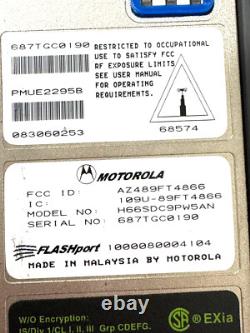 687TGC0190
RESTRICTED TO OCCUPATIONAL
USE TO SATISFY FCC
RF EXPOSURE LIMITS
SEE USER MANUAL
FOR OPERATING
REQUIREMENTS.
PMUE2295B
083060253
68574
MOTOROLA
FCC ID: AZ489FT4866
IC: 109U-89FT4866
MODEL NO: H66SDC9PW5AN
SERIAL NO: 687TGC0190
FLASHport 1000080004104
MADE IN MALAYSIA BY MOTOROLA
W/O Encryption:
IS/Div 1/CL I, II, III Grp CDEFG.
EXia